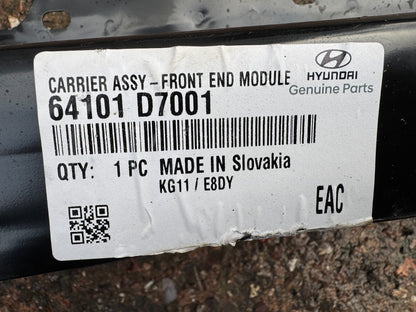 CARRIER ASSY-FRONT END MODULE
HYUNDAI
64101 D7001
Genuine Parts
QTY: 1 PC MADE IN Slovakia
KG11 / E8DY
EAC